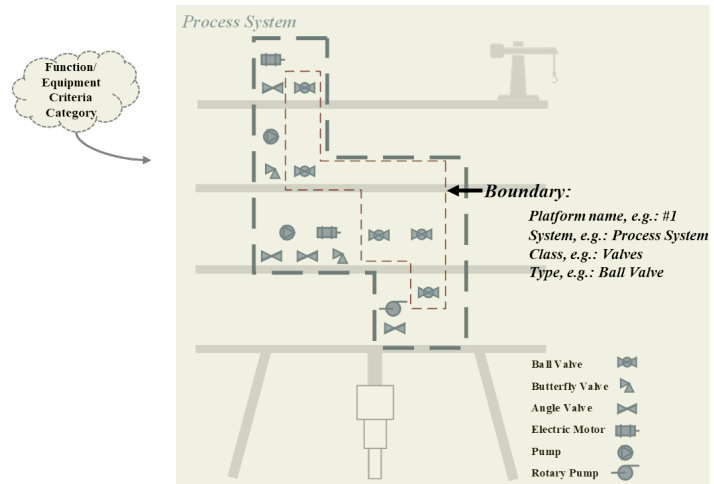 Process System
Function/
Equipment
Criteria
Category
Boundary:
Platform name, e.g.: #1
System, e.g.: Process System
Class, e.g.: Valves
Type, e.g.: Ball Valve
Ball Valve
Butterfly Valve
Angle Valve
Electric Motor
Pump
Rotary Pump